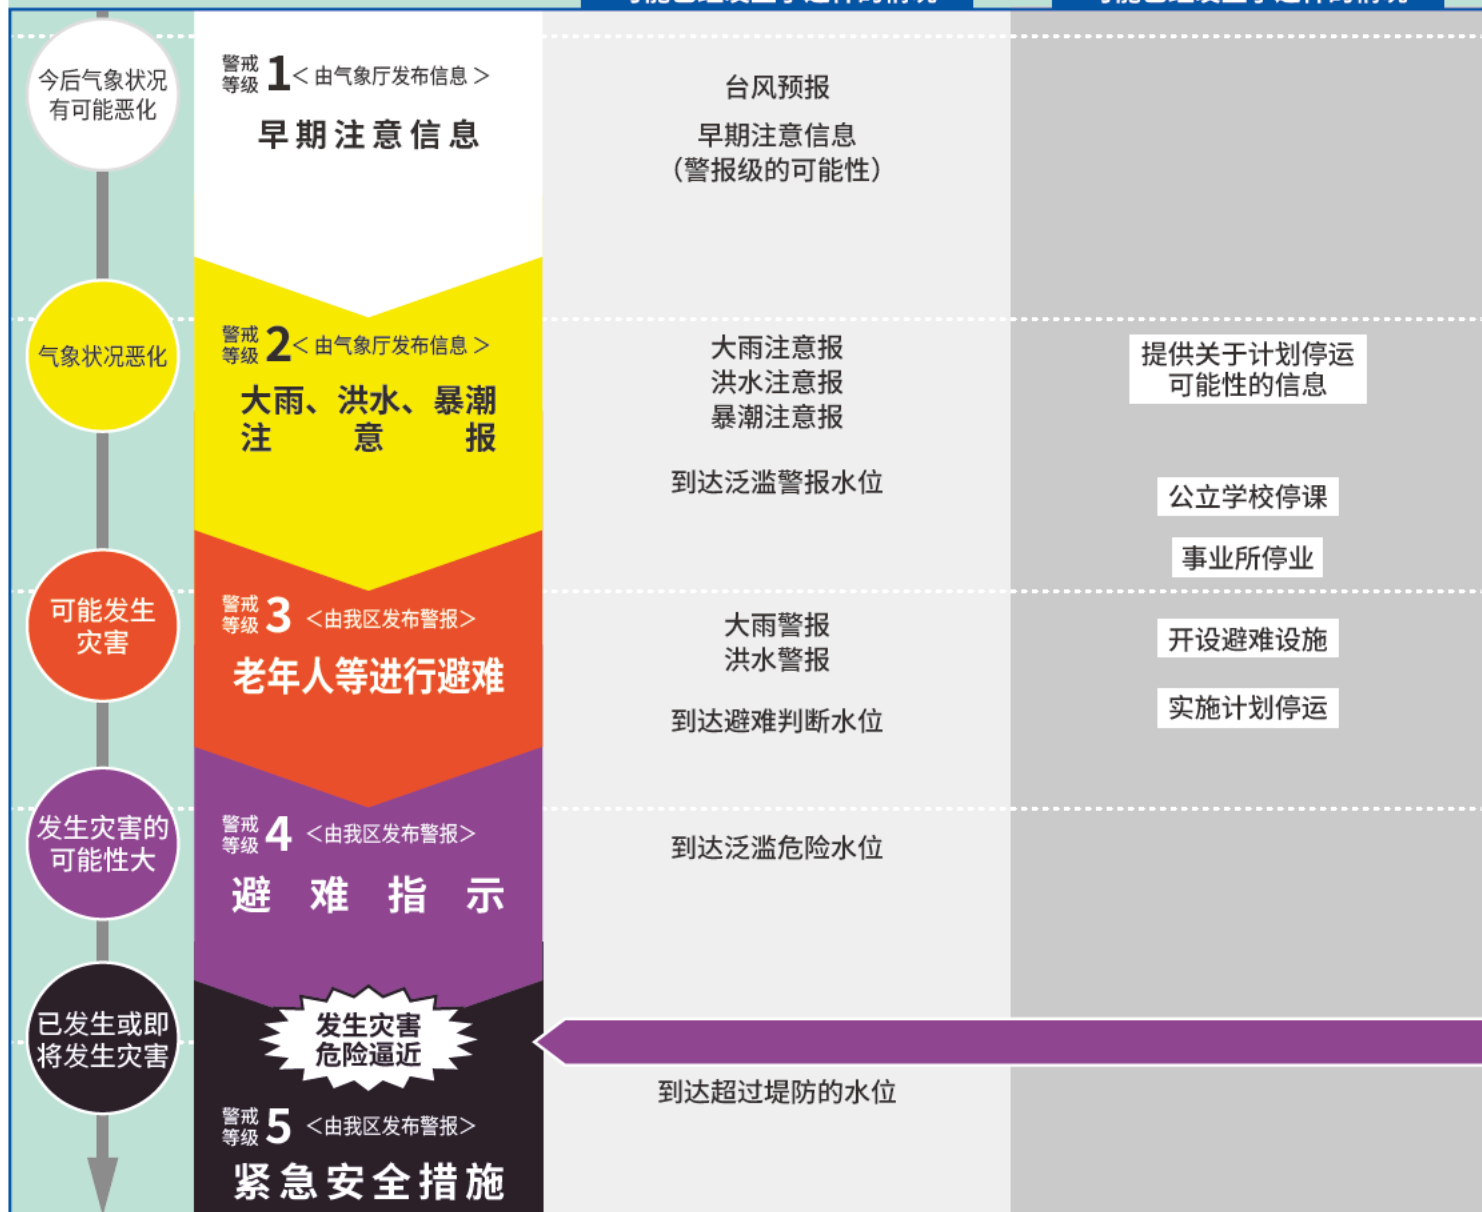 今后气象状况
有可能恶化
警戒
等级 1 < 由气象厅发布信息 >
早期注意信息
台风预报
早期注意信息
（警报级的可能性）
气象状况恶化
警戒
等级 2 < 由气象厅发布信息 >
大雨、洪水、暴潮
注意报
大雨注意报
洪水注意报
暴潮注意报
到达泛滥警报水位
提供关于计划停运
可能性的信息
公立学校停课
事业所停业
可能发生
灾害
警戒
等级 3 <由我区发布警报>
老年人等进行避难
大雨警报
洪水警报
到达避难判断水位
开设避难设施
实施计划停运
发生灾害的
可能性大
警戒
等级 4 <由我区发布警报>
避难指示
到达泛滥危险水位
已发生或即
将发生灾害
发生灾害
危险逼近
到达超过堤防的水位
警戒
等级 5 <由我区发布警报>
紧急安全措施